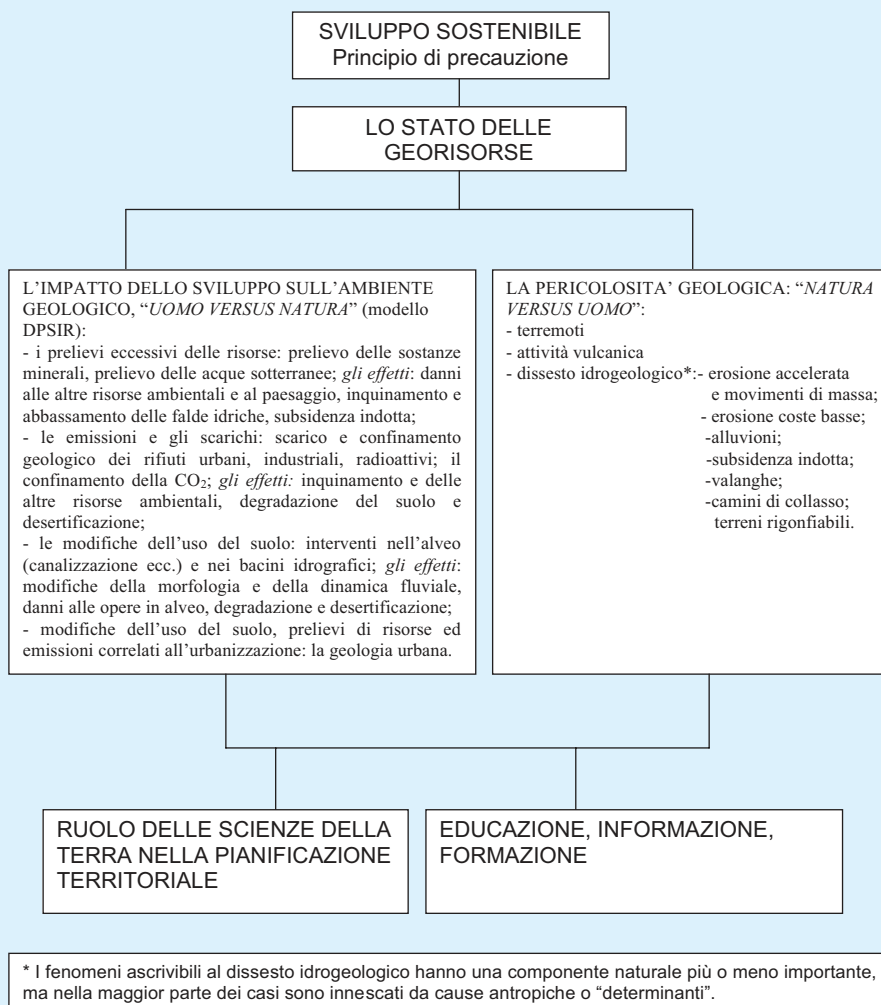 SVILUPPO SOSTENIBILE
Principio di precauzione
LO STATO DELLE
GEORISORSE
L'IMPATTO DELLO SVILUPPO SULL'AMBIENTE
GEOLOGICO, "UOMO VERSUS NATURA" (modello
DPSIR):
- i prelievi eccessivi delle risorse: prelievo delle sostanze
minerali, prelievo delle acque sotterranee; gli effetti: danni
alle altre risorse ambientali e al paesaggio, inquinamento e
abbassamento delle falde idriche, subsidenza indotta;
- le emissioni e gli scarichi: scarico e confinamento
geologico dei rifiuti urbani, industriali, radioattivi; il
confinamento della CO₂; gli effetti: inquinamento e delle
altre risorse ambientali, degradazione del suolo e
desertificazione;
- le modifiche dell'uso del suolo: interventi nell'alveo
(canalizzazione ecc.) e nei bacini idrografici; gli effetti:
modifiche della morfologia e della dinamica fluviale,
danni alle opere in alveo, degradazione e desertificazione;
- modifiche dell'uso del suolo, prelievi di risorse ed
emissioni correlati all'urbanizzazione: la geologia urbana.
LA PERICOLOSITA' GEOLOGICA: "NATURA
VERSUS UOMO":
- terremoti
- attività vulcanica
- dissesto idrogeologico*:- erosione accelerata
e movimenti di massa;
- erosione coste basse;
-alluvioni;
-subsidenza indotta;
-valanghe;
-camini di collasso;
terreni rigonfiabili.
RUOLO DELLE SCIENZE DELLA
TERRA NELLA PIANIFICAZIONE
TERRITORIALE
EDUCAZIONE, INFORMAZIONE,
FORMAZIONE
* I fenomeni ascrivibili al dissesto idrogeologico hanno una componente naturale più o meno importante,
ma nella maggior parte dei casi sono innescati da cause antropiche o "determinanti".